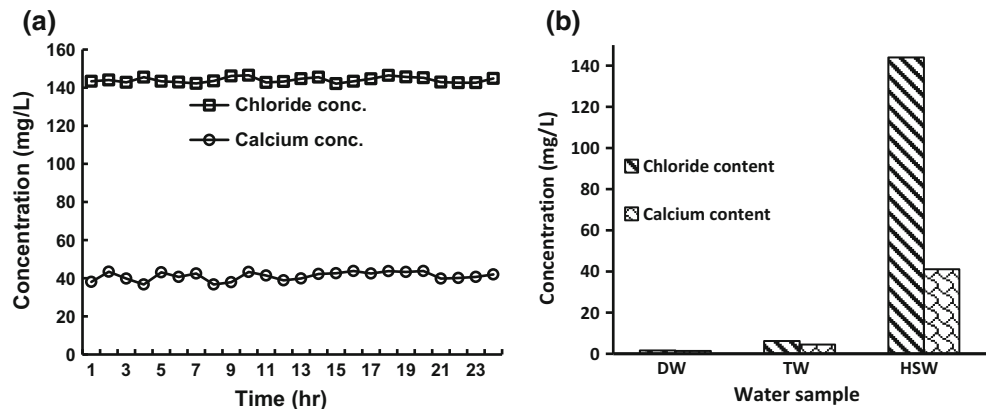 (a)
160
140
120
100
80
60
40
20
0
Concentration (mg/L)
Chloride conc.
Calcium conc.
1 3 5 7 9 11 13 15 17 19 21 23
Time (hr)
(b)
140
120
100
80
60
40
20
0
Concentration (mg/L)
Chloride content
Calcium content
DW TW HSW
Water sample